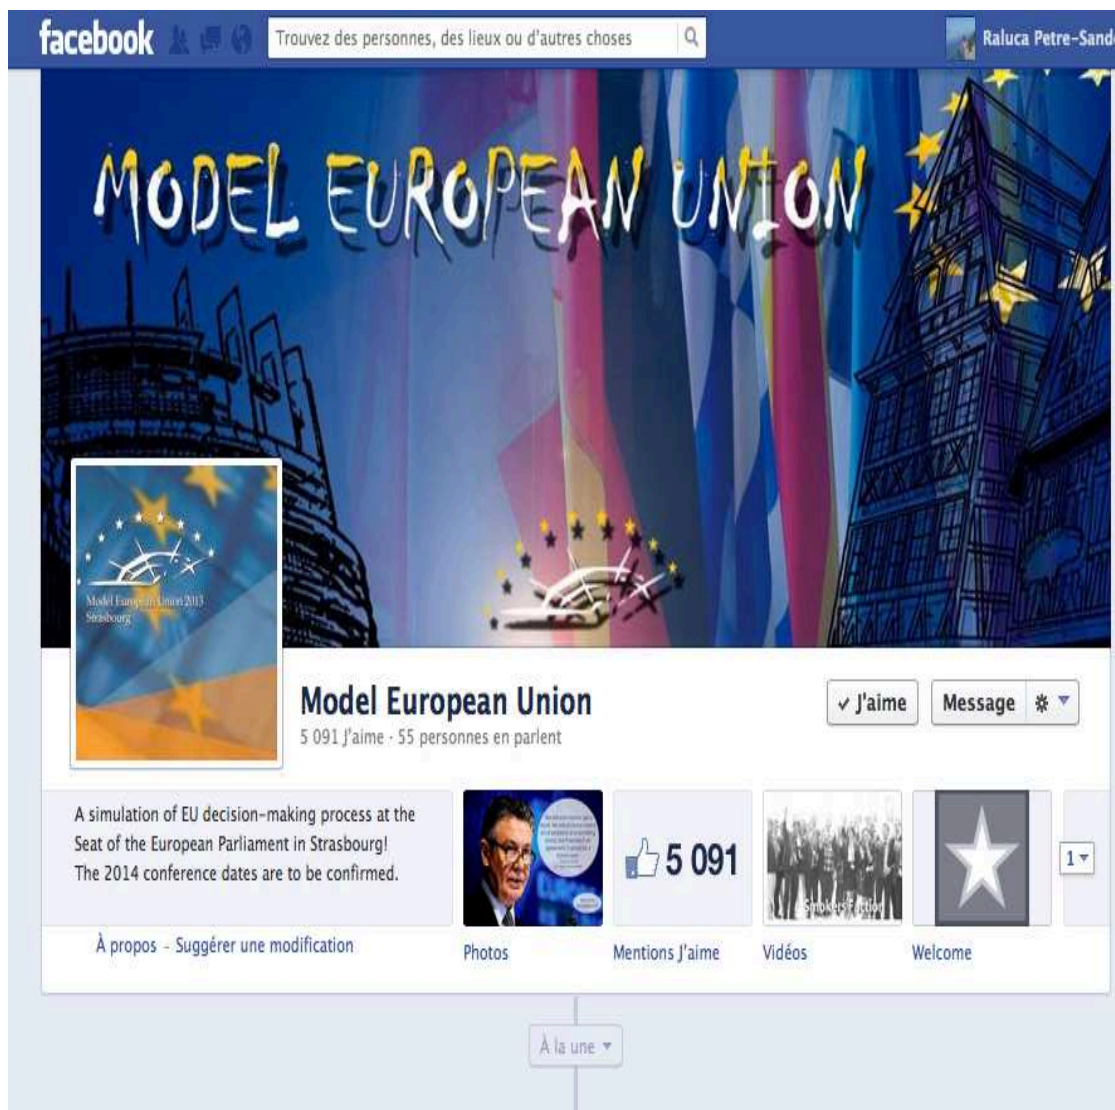 facebook
Trouvez des personnes, des lieux ou d'autres choses
Raluca Petre-Sand
MODEL EUROPEAN UNION
Model European Union 2013
Strasbourg
Model European Union
5 091 J'aime · 55 personnes en parlent
✓ J'aime
Message
A simulation of EU decision-making process at the
Seat of the European Parliament in Strasbourg!
The 2014 conference dates are to be confirmed.
À propos – Suggérer une modification
5 091
Smokers Fiction
1
Photos
Mentions J'aime
Vidéos
Welcome
À la une